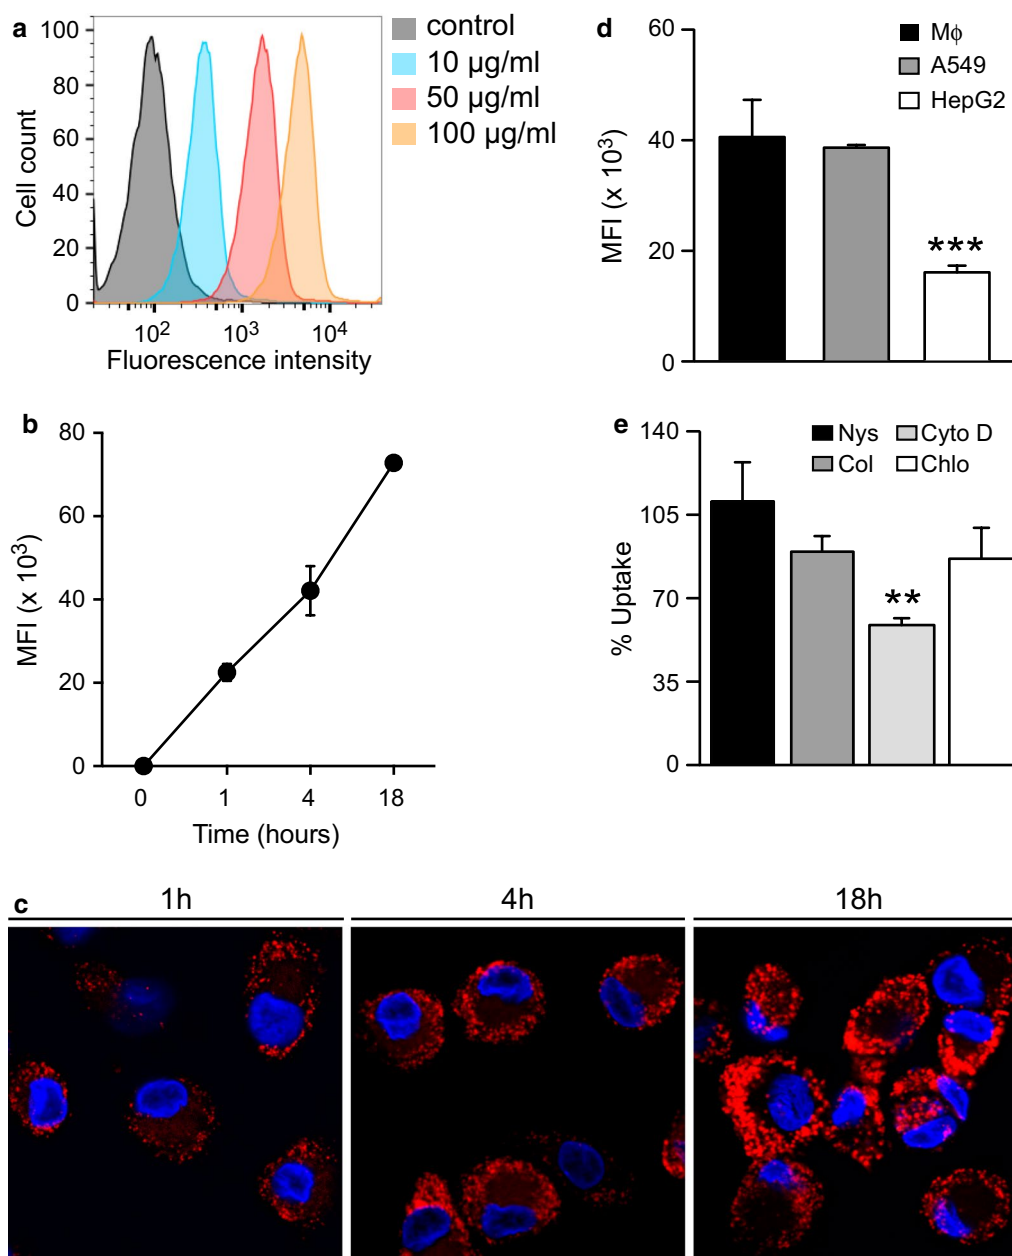 a
control
10 µg/ml
50 µg/ml
100 µg/ml
Cell count
100
80
60
40
20
0
10² 10³ 10⁴
Fluorescence intensity
b
MFI (x 10³)
80
60
40
20
0
0 1 4 18
Time (hours)
d
Mϕ
A549
HepG2
MFI (x 10³)
60
40
20
0
***
e
Nys Cyto D
Col Chlo
% Uptake
140
105
70
35
0
**
c
1h 4h 18h